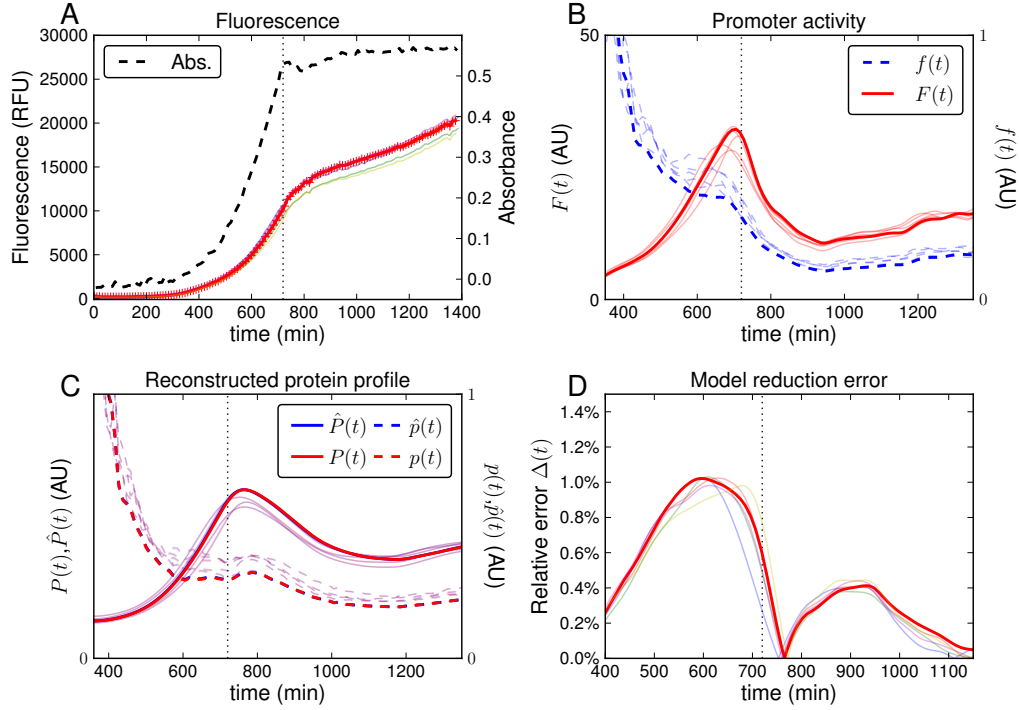 A
Fluorescence
30000
25000
20000
15000
10000
5000
0
Fluorescence (RFU)
Abs.
0.5
0.4
0.3
0.2
0.1
0.0
Absorbance
0 200 400 600 800 1000 1200 1400
time (min)
B
Promoter activity
50
0
F(t) (AU)
f(t)
F(t)
1
0
f(t) (AU)
400 600 800 1000 1200
time (min)
C
Reconstructed protein profile
0
P(t),P̂(t) (AU)
P̂(t) p̂(t)
P(t) p(t)
1
0
p(t),p̂(t) (AU)
400 600 800 1000 1200
time (min)
D
Model reduction error
1.4%
1.2%
1.0%
0.8%
0.6%
0.4%
0.2%
0.0%
Relative error Δ(t)
400 500 600 700 800 900 1000 1100
time (min)